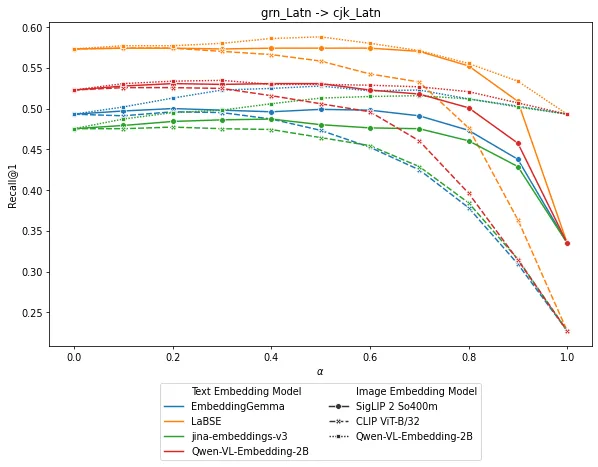 grn_Latn -> cjk_Latn
Recall@1
0.60
0.55
0.50
0.45
0.40
0.35
0.30
0.25
0.0 0.2 0.4 0.6 0.8 1.0
α
Text Embedding Model
EmbeddingGemma
LaBSE
jina-embeddings-v3
Qwen-VL-Embedding-2B
Image Embedding Model
SigLIP 2 So400m
CLIP ViT-B/32
Qwen-VL-Embedding-2B